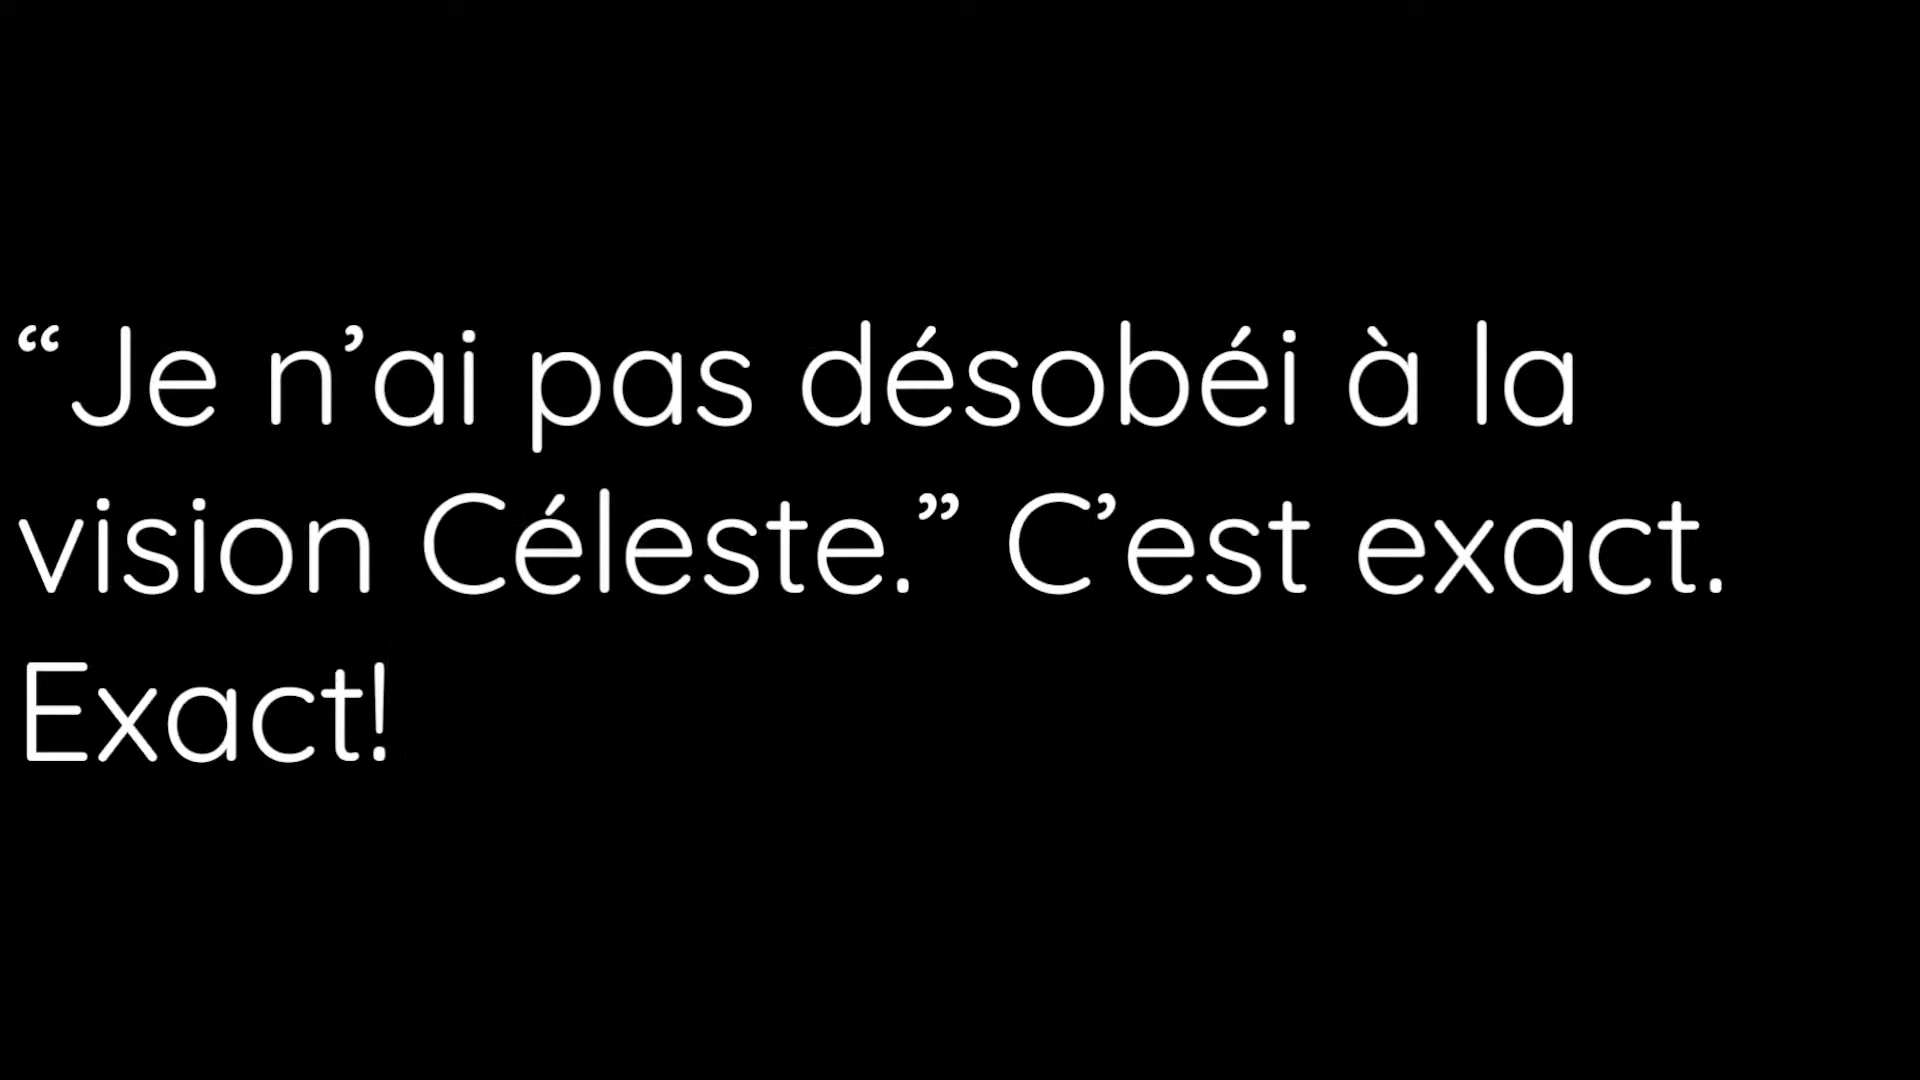 “Je n’ai pas désobéi à la
vision Céleste.” C’est exact.
Exact!